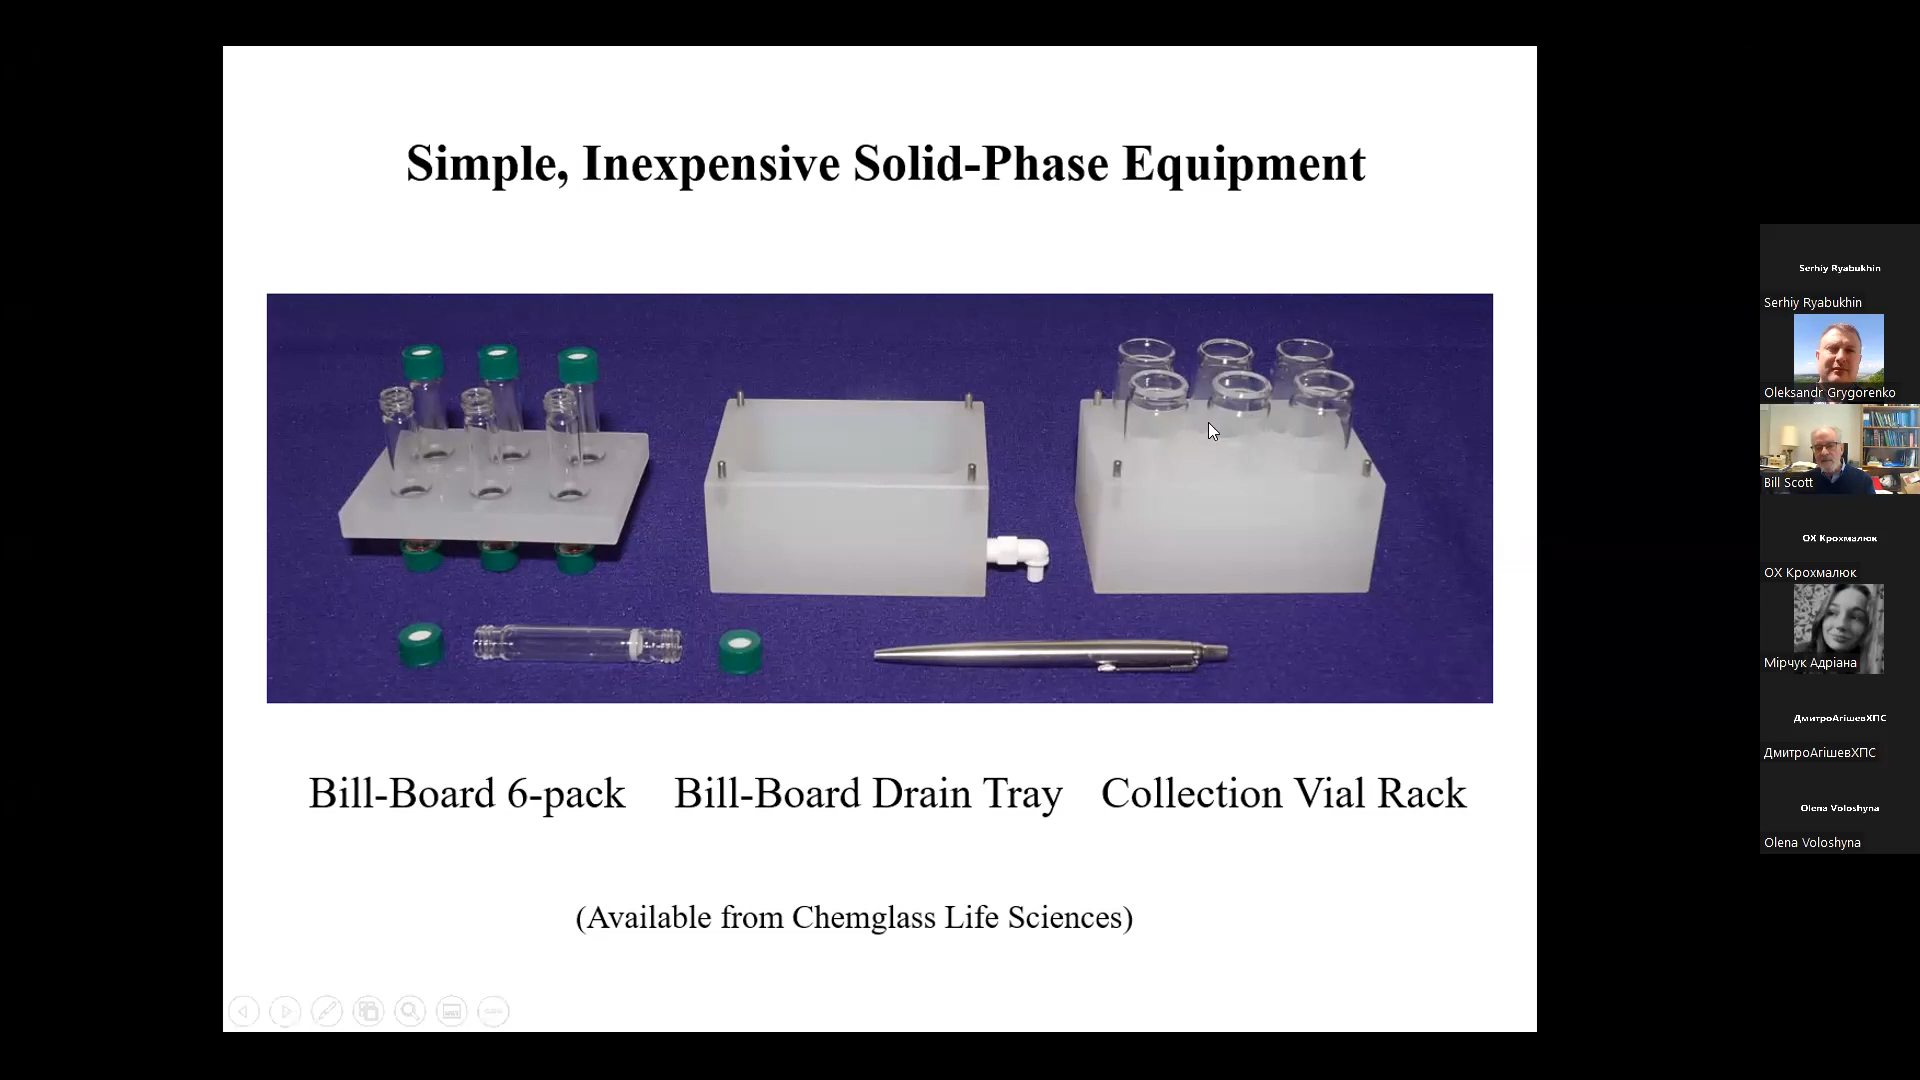 Simple, Inexpensive Solid-Phase Equipment
Bill-Board 6-pack
Bill-Board Drain Tray
Collection Vial Rack
(Available from Chemglass Life Sciences)
Serhiy Ryabukhin
Serhiy Ryabukhin
Oleksandr Grygorenko
Bill Scott
ОХ Крохмалюк
ОХ Крохмалюк
Мірчук Адріана
ДмитроАгішевХПС
ДмитроАгішевХПС
Olena Voloshyna
Olena Voloshyna